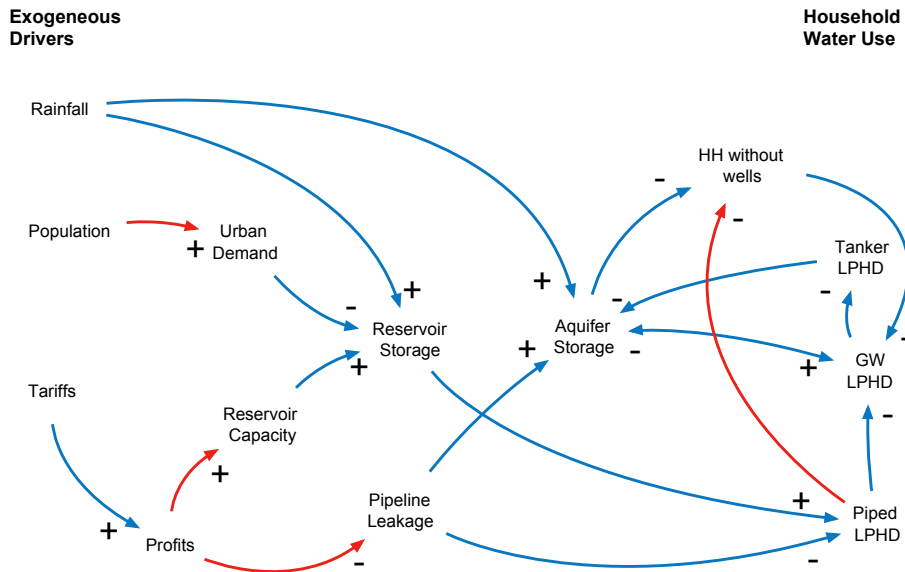 Exogeneous
Drivers
Household
Water Use
Rainfall
HH without
wells
-
-
Population
+
Urban
Demand
Tanker
LPHD
+
+
-
-
-
Reservoir
Storage
+
Aquifer
Storage
+
-
-
+
GW
LPHD
Tariffs
Reservoir
Capacity
+
-
Pipeline
Leakage
+
Piped
LPHD
+
Profits
-
-